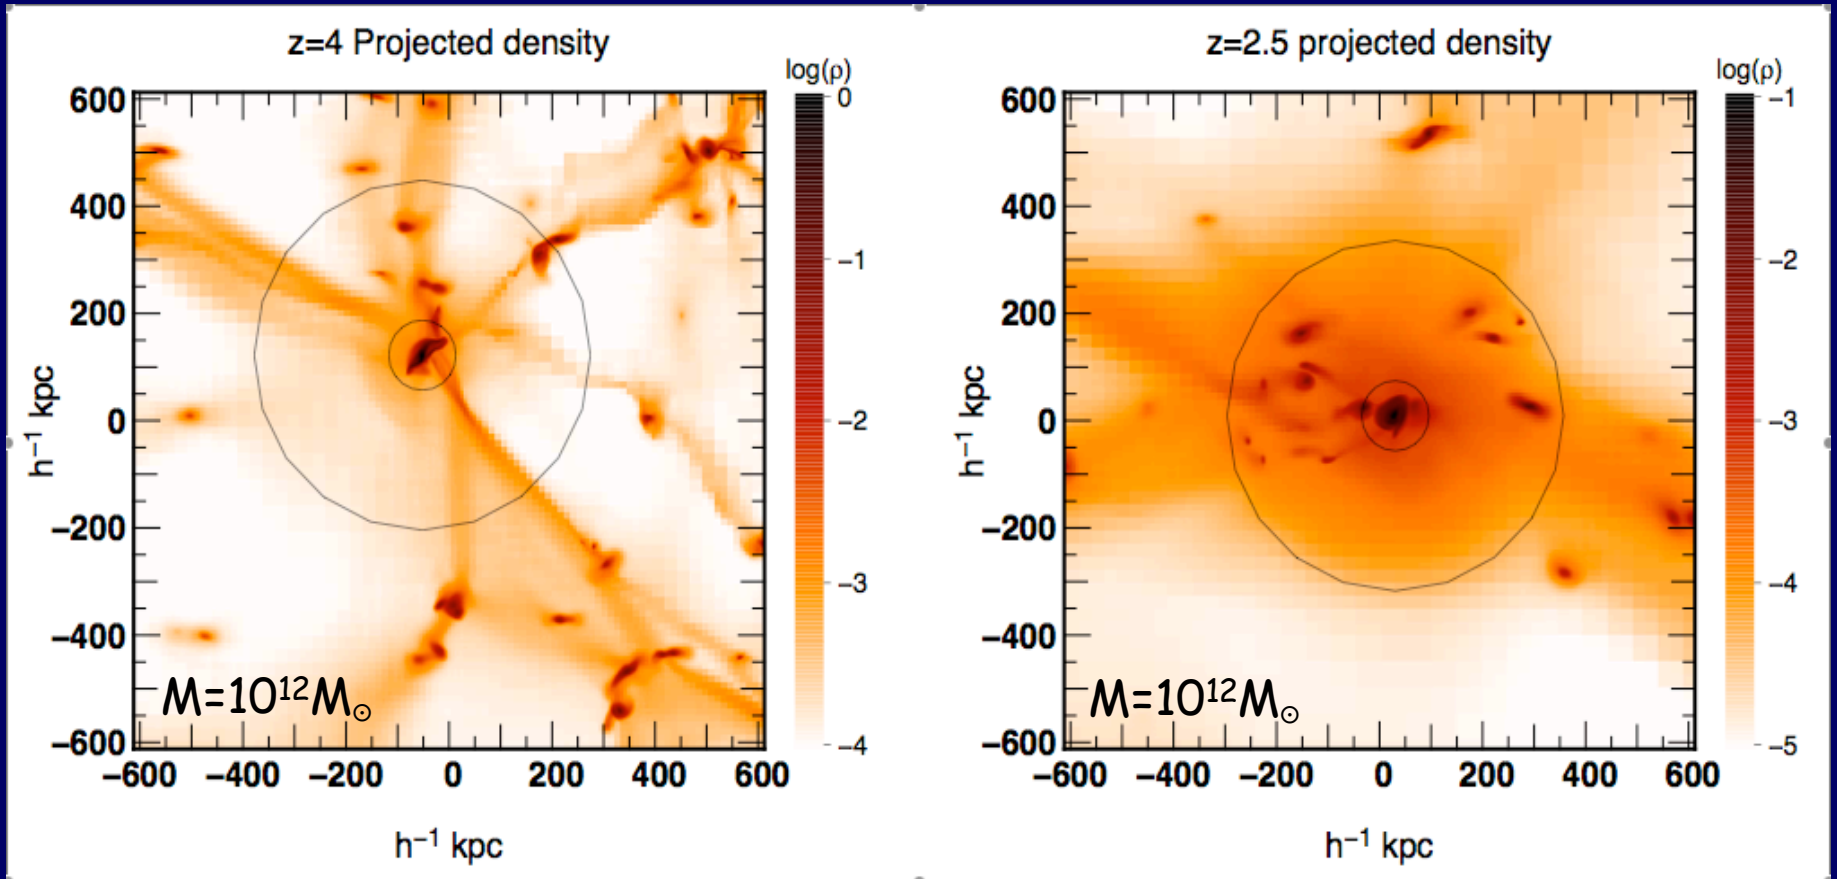 z=4 Projected density
log(ρ)
600
400
200
0
−200
−400
−600
−600 −400 −200 0 200 400 600
h⁻¹ kpc
h⁻¹ kpc
0
−1
−2
−3
−4
M=10¹²M☉
z=2.5 projected density
log(ρ)
600
400
200
0
−200
−400
−600
−600 −400 −200 0 200 400 600
h⁻¹ kpc
h⁻¹ kpc
−1
−2
−3
−4
−5
M=10¹²M☉